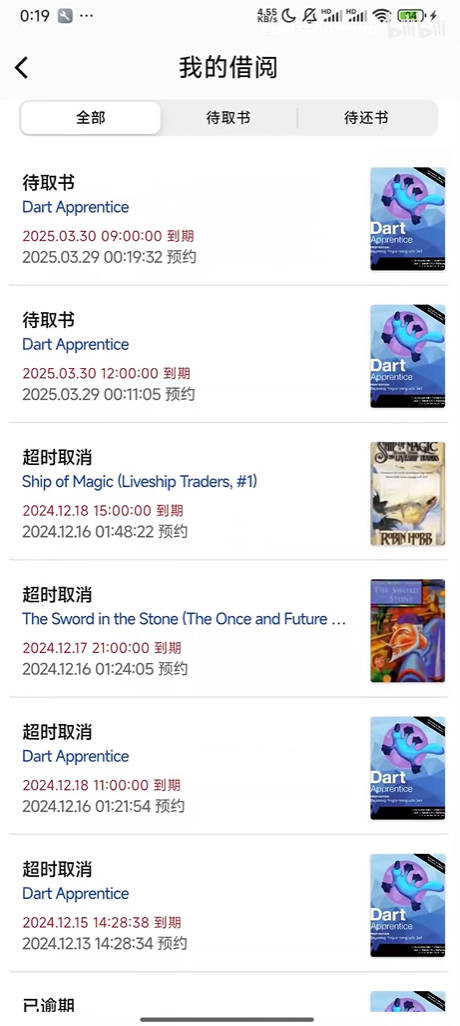 0:19
4.55
KB/s
HD
HD
bilibili
我的借阅
全部
待取书
待还书
待取书
Dart Apprentice
2025.03.30 09:00:00 到期
2025.03.29 00:19:32 预约
Dart
Apprentice
待取书
Dart Apprentice
2025.03.30 12:00:00 到期
2025.03.29 00:11:05 预约
Dart
Apprentice
超时取消
Ship of Magic (Liveship Traders, #1)
2024.12.18 15:00:00 到期
2024.12.16 01:48:22 预约
SHIP OF MAGIC
THE LIVESHIP TRADERS
ROBIN HOBB
超时取消
The Sword in the Stone (The Once and Future ...
2024.12.17 21:00:00 到期
2024.12.16 01:24:05 预约
THE SWORD
STONE
超时取消
Dart Apprentice
2024.12.18 11:00:00 到期
2024.12.16 01:21:54 预约
Dart
Apprentice
超时取消
Dart Apprentice
2024.12.15 14:28:38 到期
2024.12.13 14:28:34 预约
Dart
Apprentice
已逾期